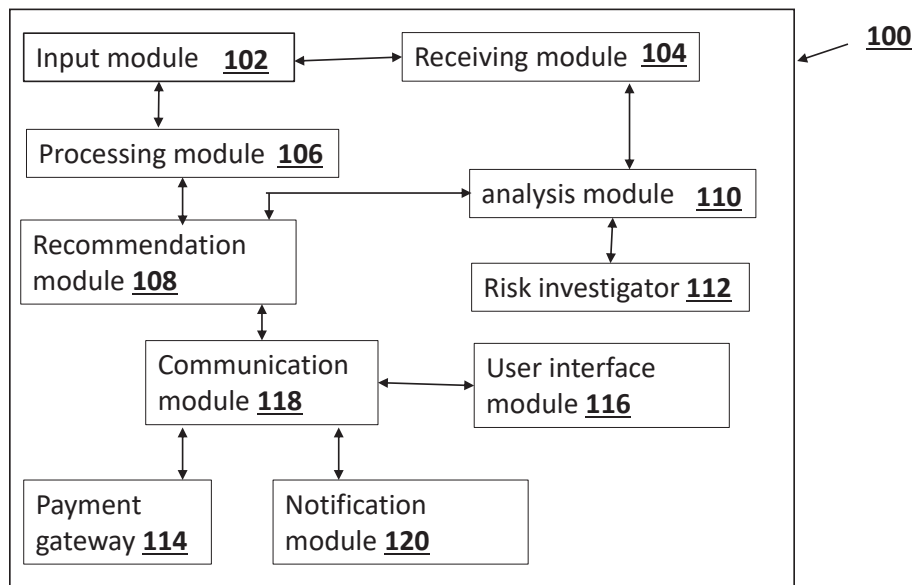 100
Input module 102
Receiving module 104
Processing module 106
analysis module 110
Recommendation
module 108
Risk investigator 112
Communication
module 118
User interface
module 116
Payment
gateway 114
Notification
module 120